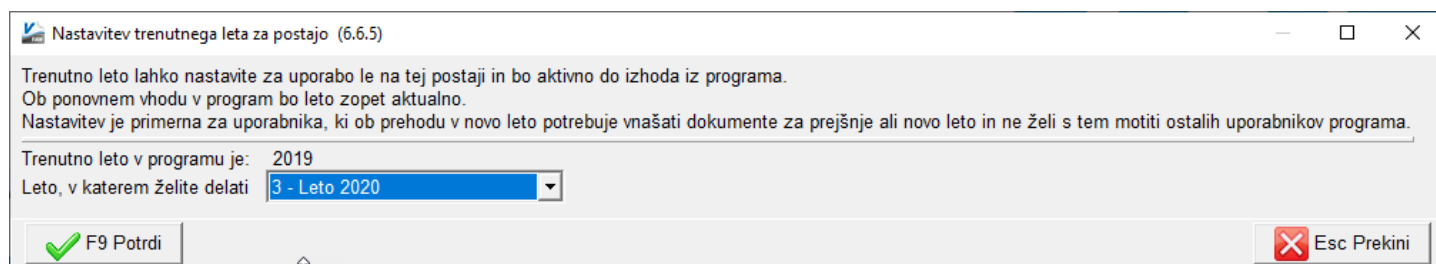 Nastavitev trenutnega leta za postajo (6.6.5)
Trenutno leto lahko nastavite za uporabo le na tej postaji in bo aktivno do izhoda iz programa.
Ob ponovnem vhodu v program bo leto zopet aktualno.
Nastavitev je primerna za uporabnika, ki ob prehodu v novo leto potrebuje vnašati dokumente za prejšnje ali novo leto in ne želi s tem motiti ostalih uporabnikov programa.
Trenutno leto v programu je: 2019
Leto, v katerem želite delati 3 - Leto 2020
F9 Potrdi Esc Prekini